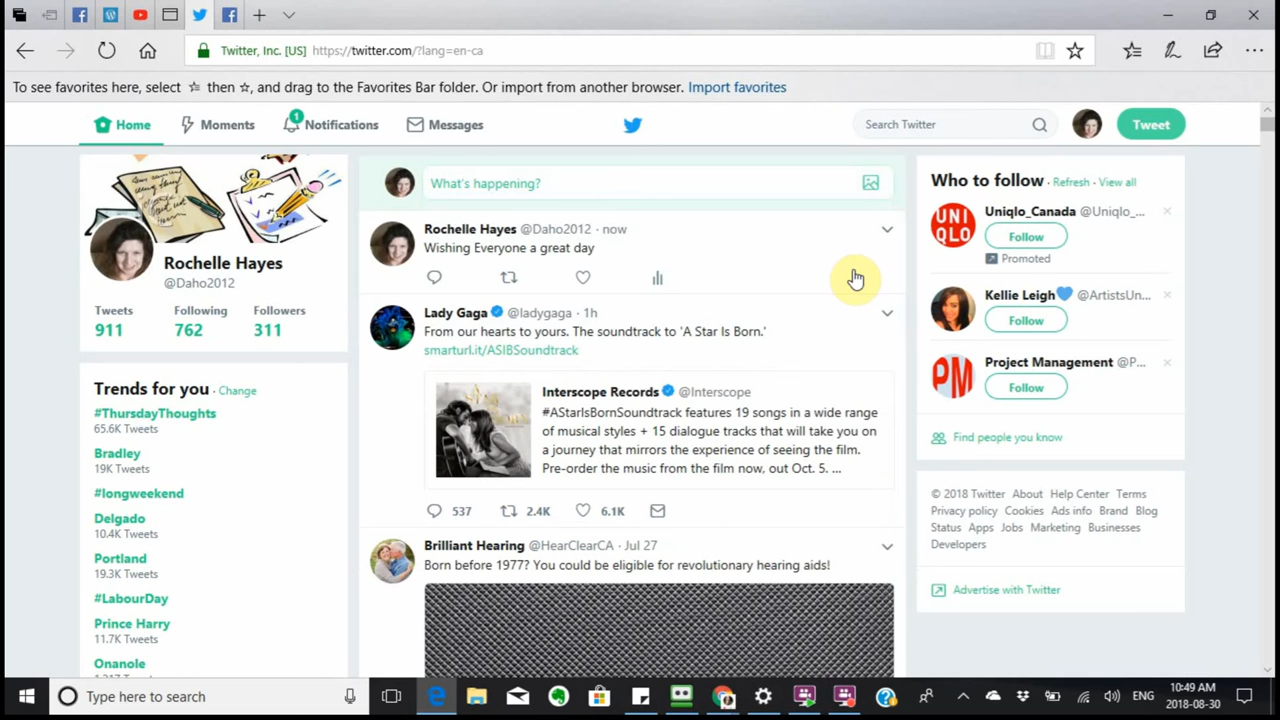 Twitter, Inc. [US] https://twitter.com/?lang=en-ca
To see favorites here, select ☆ then ☆, and drag to the Favorites Bar folder. Or import from another browser. Import favorites
Home Moments 1 Notifications Messages Search Twitter Tweet
Rochelle Hayes
@Daho2012
Tweets Following Followers
911 762 311
Trends for you · Change
#ThursdayThoughts
65.6K Tweets
Bradley
19K Tweets
#longweekend
Delgado
10.4K Tweets
Portland
19.3K Tweets
#LabourDay
Prince Harry
11.7K Tweets
Onanole
What's happening?
Rochelle Hayes @Daho2012 · now
Wishing Everyone a great day
Lady Gaga @ladygaga · 1h
From our hearts to yours. The soundtrack to 'A Star Is Born.'
smarturl.it/ASIBSoundtrack
Interscope Records @Interscope
#AStarIsBornSoundtrack features 19 songs in a wide range
of musical styles + 15 dialogue tracks that will take you on
a journey that mirrors the experience of seeing the film.
Pre-order the music from the film now, out Oct. 5. ...
537 2.4K 6.1K
Brilliant Hearing @HearClearCA · Jul 27
Born before 1977? You could be eligible for revolutionary hearing aids!
Who to follow · Refresh · View all
UNI
QLO
Uniqlo_Canada @Uniqlo_...
Follow
Promoted
Kellie Leigh💙 @ArtistsUn...
Follow
PM
Project Management @P...
Follow
Find people you know
© 2018 Twitter About Help Center Terms
Privacy policy Cookies Ads info Brand Blog
Status Apps Jobs Marketing Businesses
Developers
Advertise with Twitter
Type here to search
ENG
10:49 AM
2018-08-30